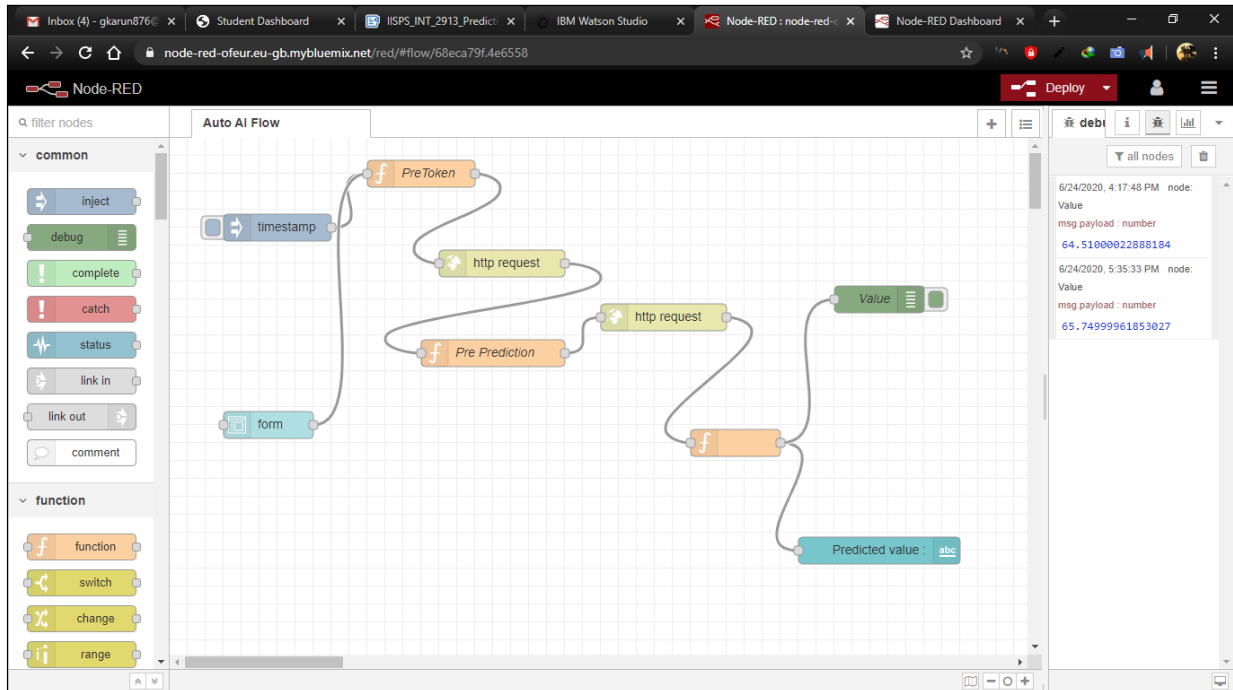 Inbox (4) - gkarun876@
Student Dashboard
IISPS_INT_2913_Predicti
IBM Watson Studio
Node-RED : node-red-o
Node-RED Dashboard
node-red-ofeur.eu-gb.mybluemix.net/red/#flow/68eca79f.4e6558
Node-RED
Deploy
filter nodes
Auto AI Flow
debu
i
all nodes
common
inject
debug
complete
catch
status
link in
link out
comment
function
function
switch
change
range
PreToken
timestamp
http request
http request
Pre Prediction
form
Value
Predicted value :
abc
6/24/2020, 4:17:48 PM node:
Value
msg.payload : number
64.51000022888184
6/24/2020, 5:35:33 PM node:
Value
msg.payload : number
65.74999961853027